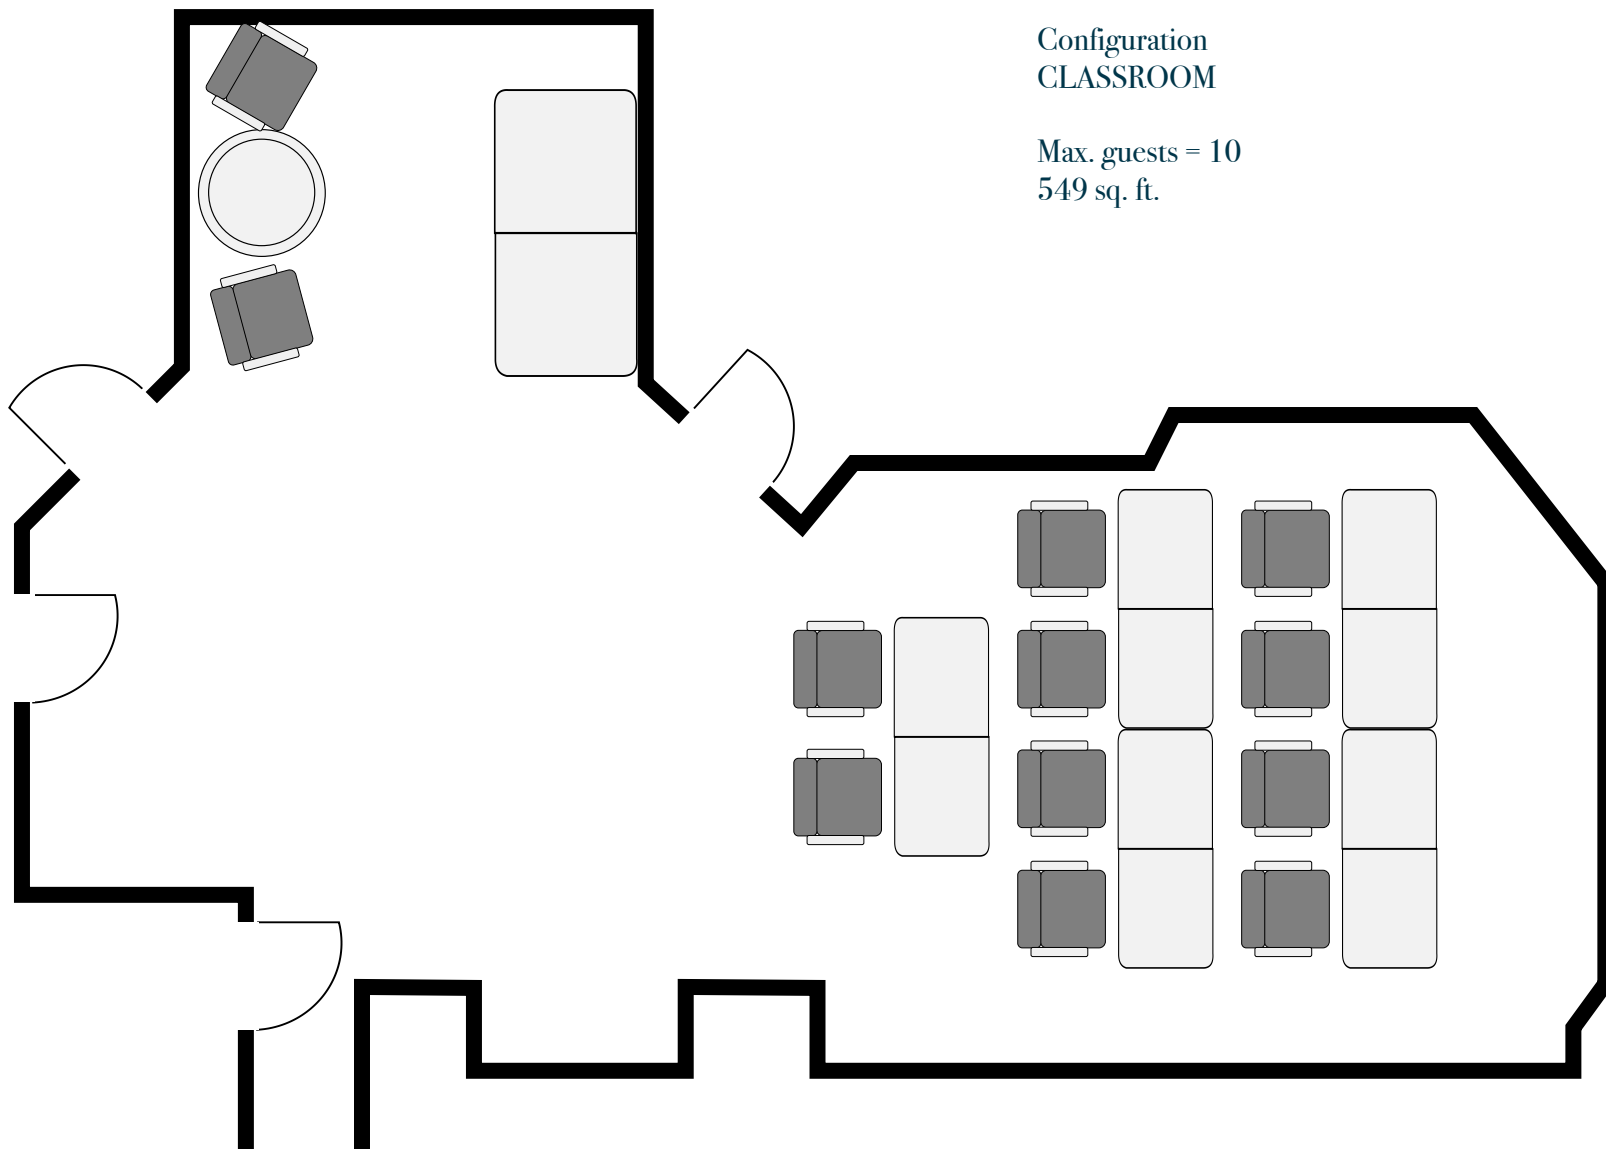 Configuration
CLASSROOM
Max. guests = 10
549 sq. ft.